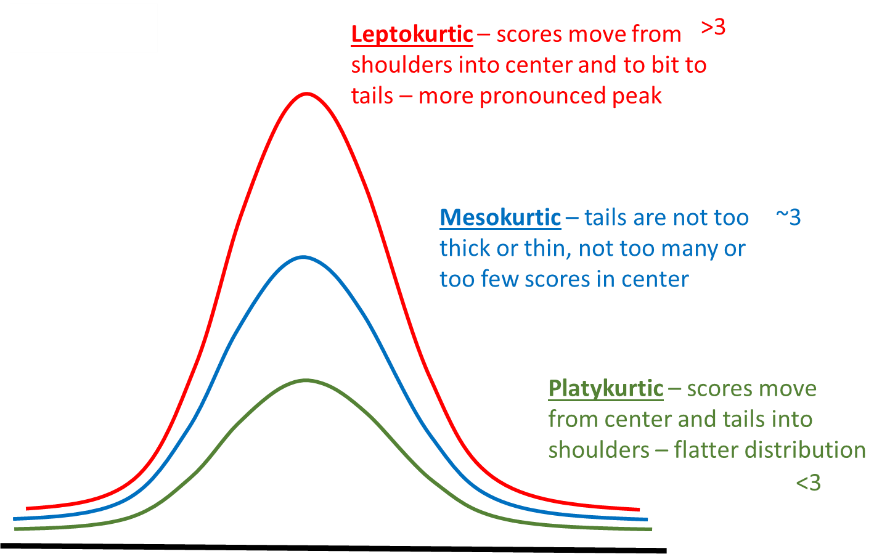 Leptokurtic – scores move from >3
shoulders into center and to bit to
tails – more pronounced peak
Mesokurtic – tails are not too ~3
thick or thin, not too many or
too few scores in center
Platykurtic – scores move
from center and tails into
shoulders – flatter distribution
<3